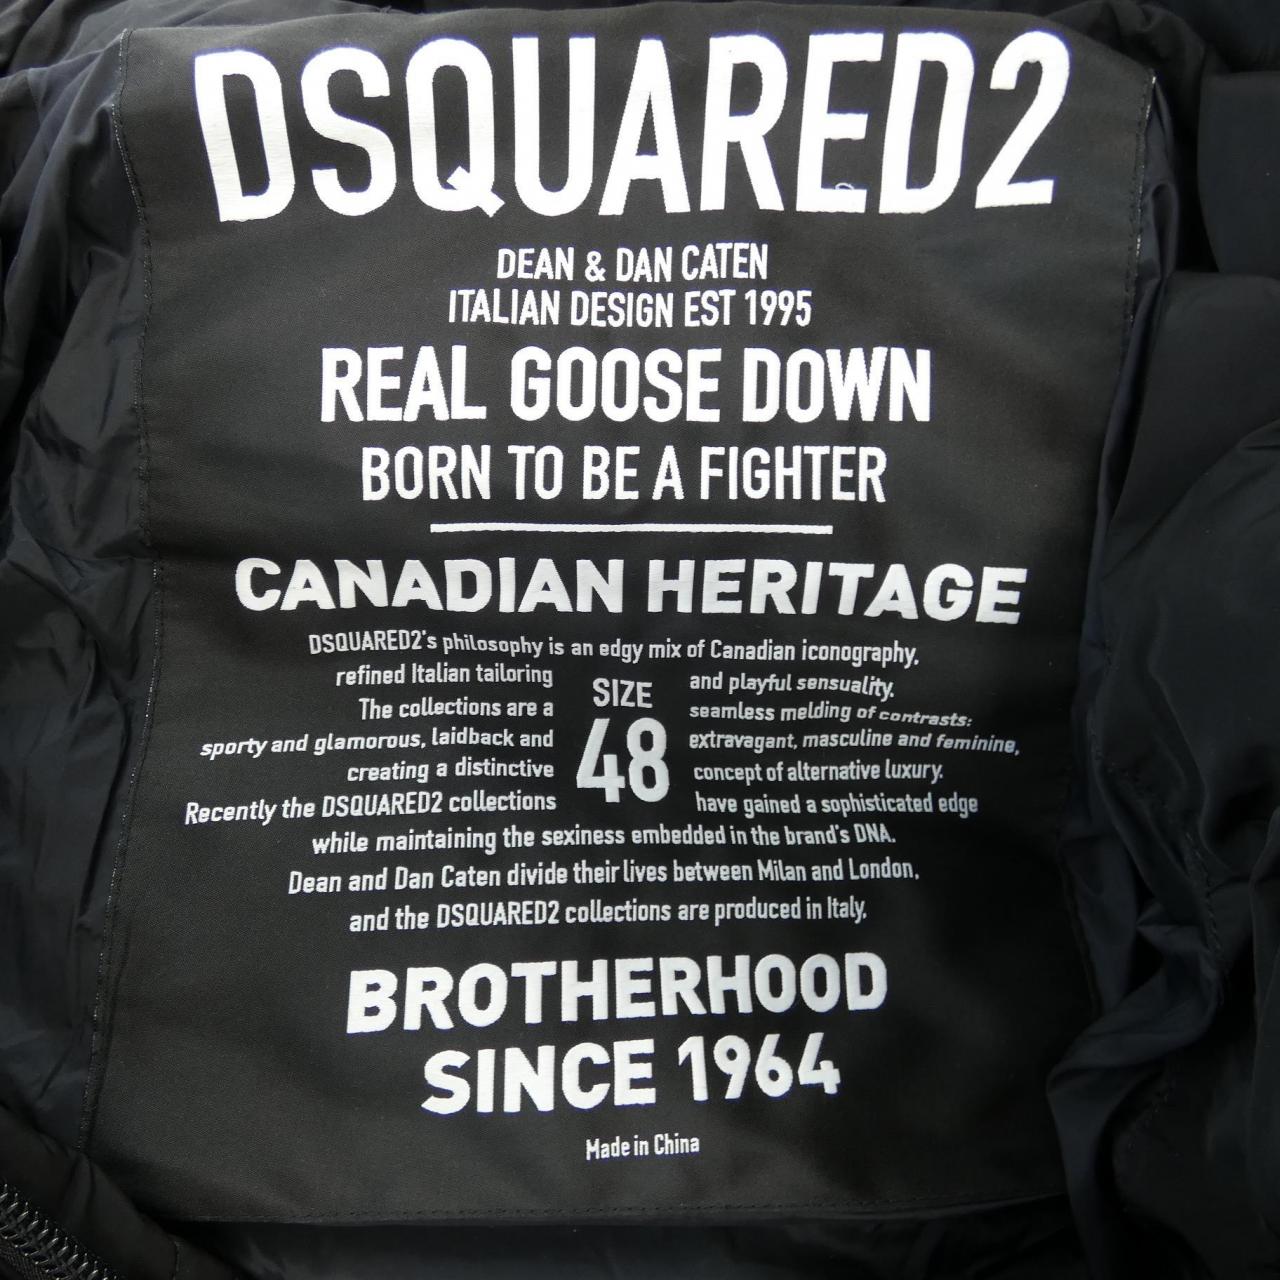 DSQUARED2
DEAN & DAN CATEN
ITALIAN DESIGN EST 1995
REAL GOOSE DOWN
BORN TO BE A FIGHTER
CANADIAN HERITAGE
DSQUARED2's philosophy is an edgy mix of Canadian iconography,
refined Italian tailoring and playful sensuality.
SIZE
The collections are a seamless melding of contrasts:
48
sporty and glamorous, laidback and extravagant, masculine and feminine,
creating a distinctive concept of alternative luxury.
Recently the DSQUARED2 collections have gained a sophisticated edge
while maintaining the sexiness embedded in the brand's DNA.
Dean and Dan Caten divide their lives between Milan and London,
and the DSQUARED2 collections are produced in Italy.
BROTHERHOOD
SINCE 1964
Made in China